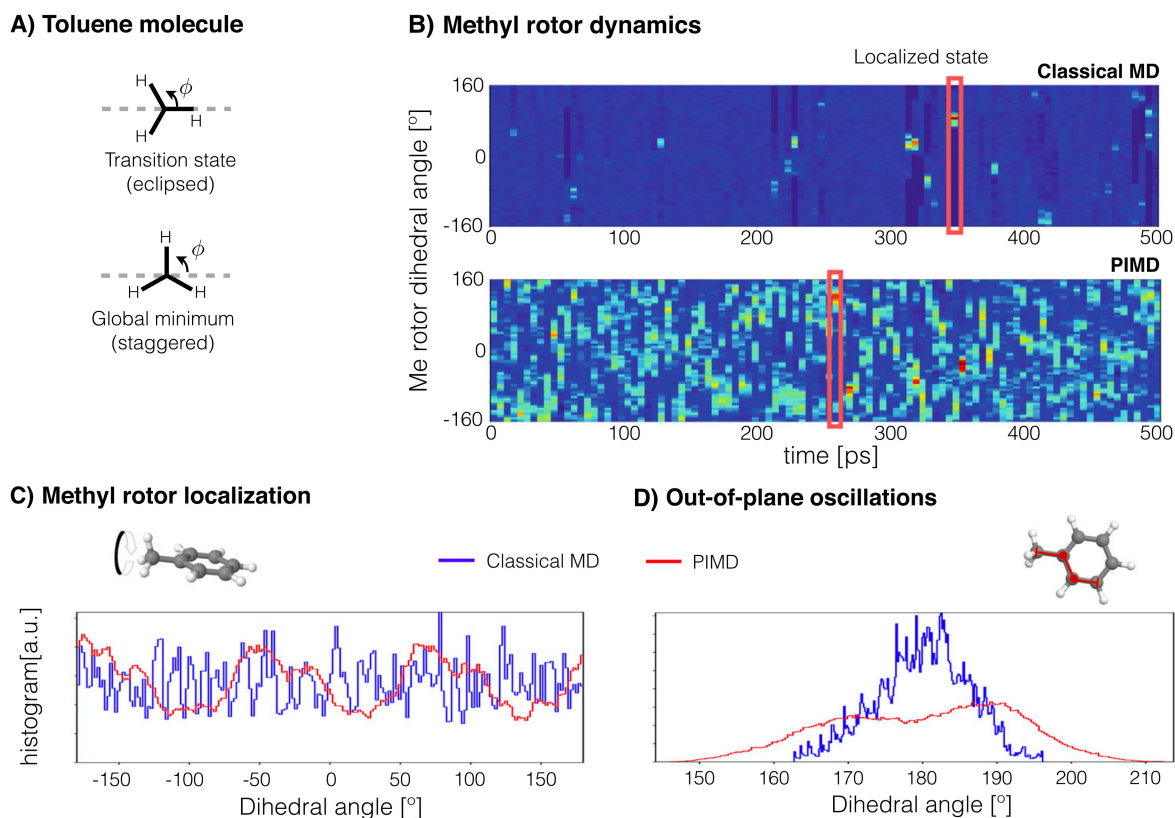 A) Toluene molecule
H
ϕ
H
H
Transition state
(eclipsed)
H
ϕ
H
H
Global minimum
(staggered)
B) Methyl rotor dynamics
Localized state
Classical MD
Me rotor dihedral angle [°]
160
0
-160
0
100
200
300
400
500
PIMD
160
0
-160
0
100
200
300
400
500
time [ps]
C) Methyl rotor localization
D) Out-of-plane oscillations
Classical MD
PIMD
histogram[a.u.]
-150
-100
-50
0
50
100
150
Dihedral angle [°]
150
160
170
180
190
200
210
Dihedral angle [°]